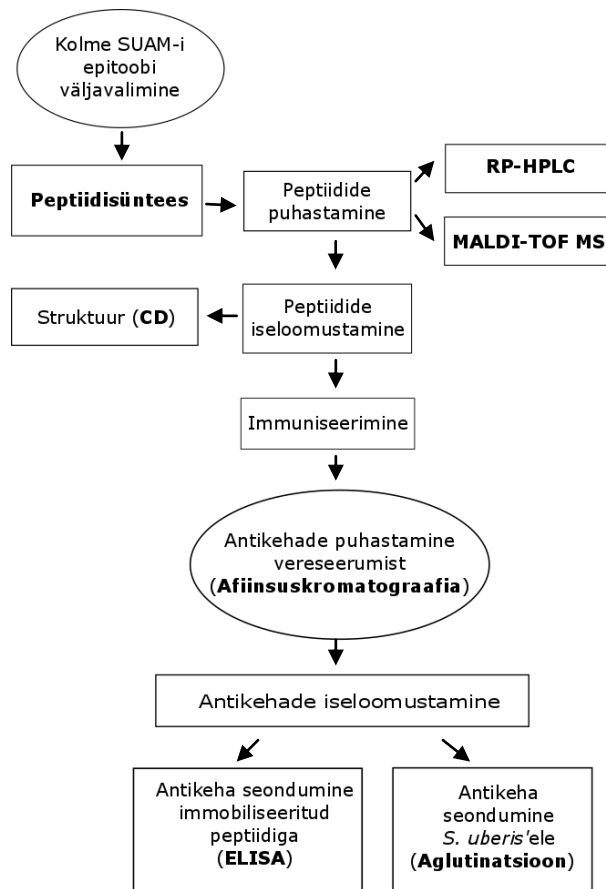 Kolme SUAM-i
epitoobi
väljavalimine
Peptiidisüntees
Peptiidide
puhastamine
RP-HPLC
MALDI-TOF MS
Struktuur (CD)
Peptiidide
iseloomustamine
Immuniseerimine
Antikehade puhastamine
vereseerumist
(Afiinsuskromatograafia)
Antikehade iseloomustamine
Antikeha seondumine
immobiliseeritud
peptiidiga
(ELISA)
Antikeha
seondumine
S. uberis'ele
(Aglutinatsioon)